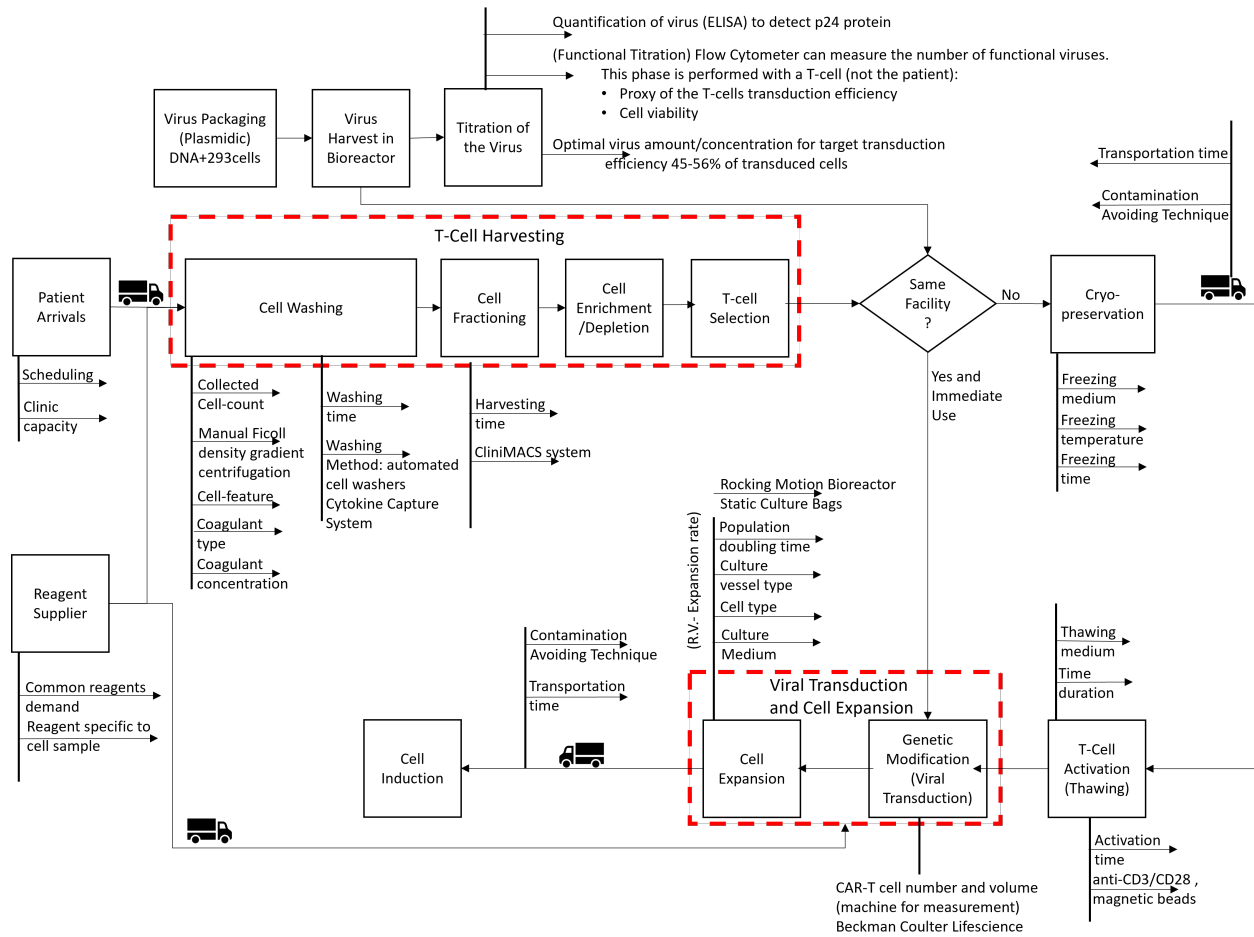 Quantification of virus (ELISA) to detect p24 protein
(Functional Titration) Flow Cytometer can measure the number of functional viruses.
This phase is performed with a T-cell (not the patient):
• Proxy of the T-cells transduction efficiency
• Cell viability
Optimal virus amount/concentration for target transduction
efficiency 45-56% of transduced cells
Virus Packaging
(Plasmidic)
DNA+293cells
Virus
Harvest in
Bioreactor
Titration of
the Virus
Transportation time
Contamination
Avoiding Technique
T-Cell Harvesting
Patient
Arrivals
Cell Washing
Cell
Fractioning
Cell
Enrichment
/Depletion
T-cell
Selection
Same
Facility
?
No
Cryo-
preservation
Yes and
Immediate
Use
Scheduling
Clinic
capacity
Collected
Cell-count
Manual Ficoll
density gradient
centrifugation
Cell-feature
Coagulant
type
Coagulant
concentration
Washing
time
Washing
Method: automated
cell washers
Cytokine Capture
System
Harvesting
time
CliniMACS system
Freezing
medium
Freezing
temperature
Freezing
time
Rocking Motion Bioreactor
Static Culture Bags
Population
doubling time
Culture
vessel type
Cell type
Culture
Medium
(R.V.- Expansion rate)
Reagent
Supplier
Common reagents
demand
Reagent specific to
cell sample
Contamination
Avoiding Technique
Transportation
time
Thawing
medium
Time
duration
Viral Transduction
and Cell Expansion
Cell
Induction
Cell
Expansion
Genetic
Modification
(Viral
Transduction)
T-Cell
Activation
(Thawing)
Activation
time
anti-CD3/CD28 ,
magnetic beads
CAR-T cell number and volume
(machine for measurement)
Beckman Coulter Lifescience